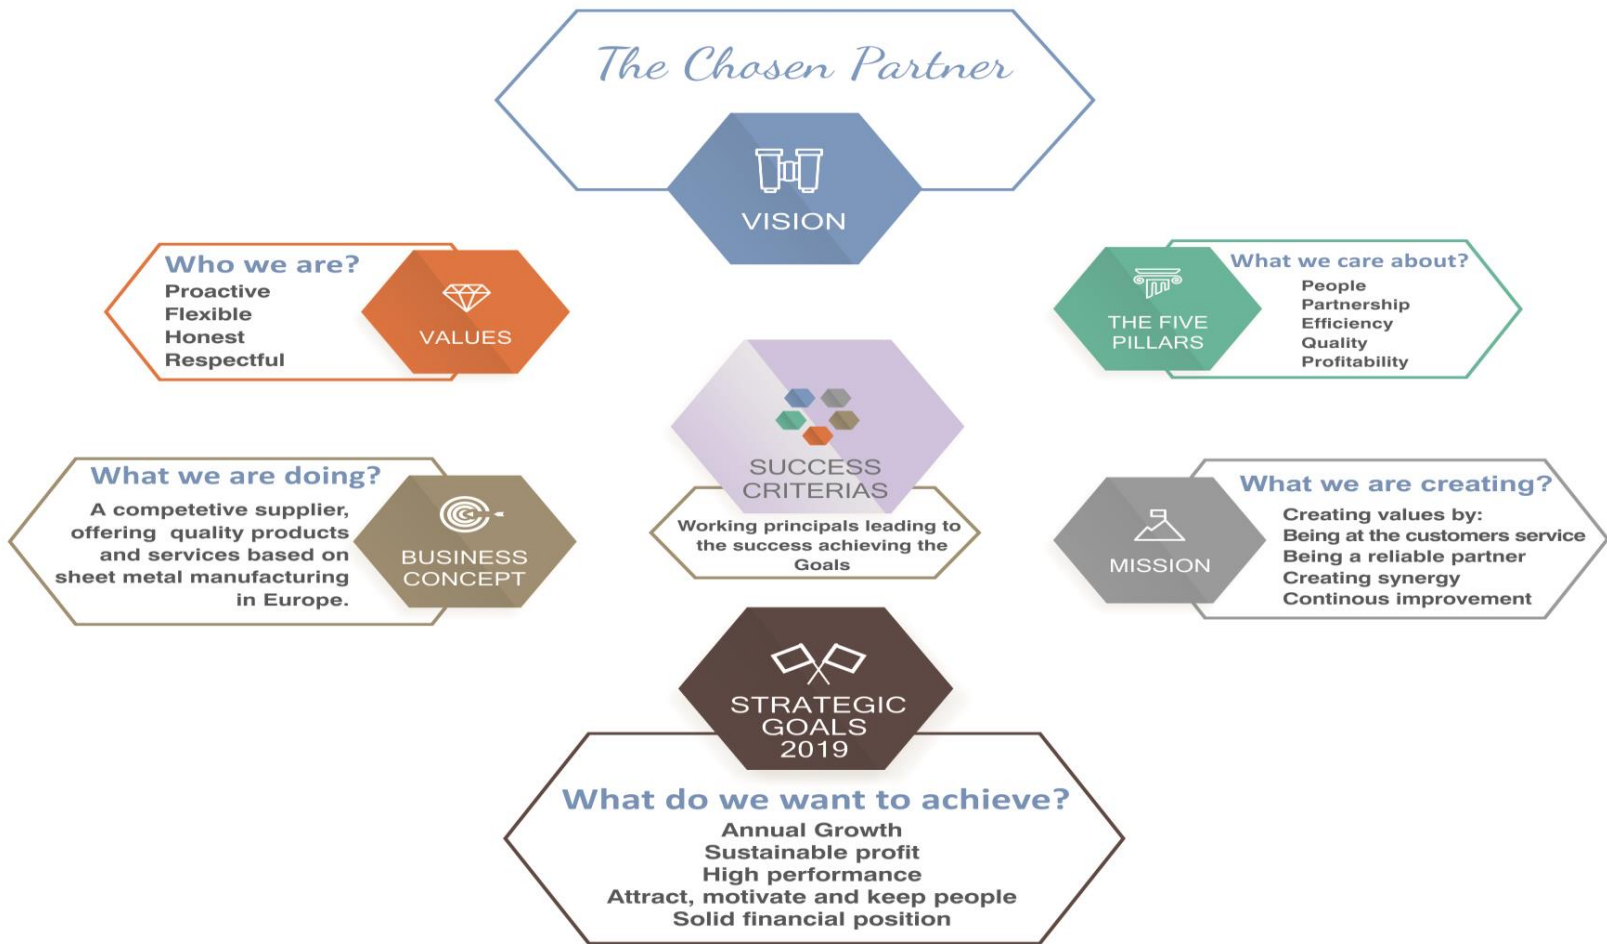 The Chosen Partner
VISION
Who we are?
Proactive
Flexible
Honest
Respectful
VALUES
What we care about?
People
Partnership
Efficiency
Quality
Profitability
THE FIVE
PILLARS
What we are doing?
A competetive supplier,
offering quality products
and services based on
sheet metal manufacturing
in Europe.
BUSINESS
CONCEPT
SUCCESS
CRITERIAS
Working principals leading to
the success achieving the
Goals
What we are creating?
Creating values by:
Being at the customers service
Being a reliable partner
Creating synergy
Continous improvement
MISSION
STRATEGIC
GOALS
2019
What do we want to achieve?
Annual Growth
Sustainable profit
High performance
Attract, motivate and keep people
Solid financial position